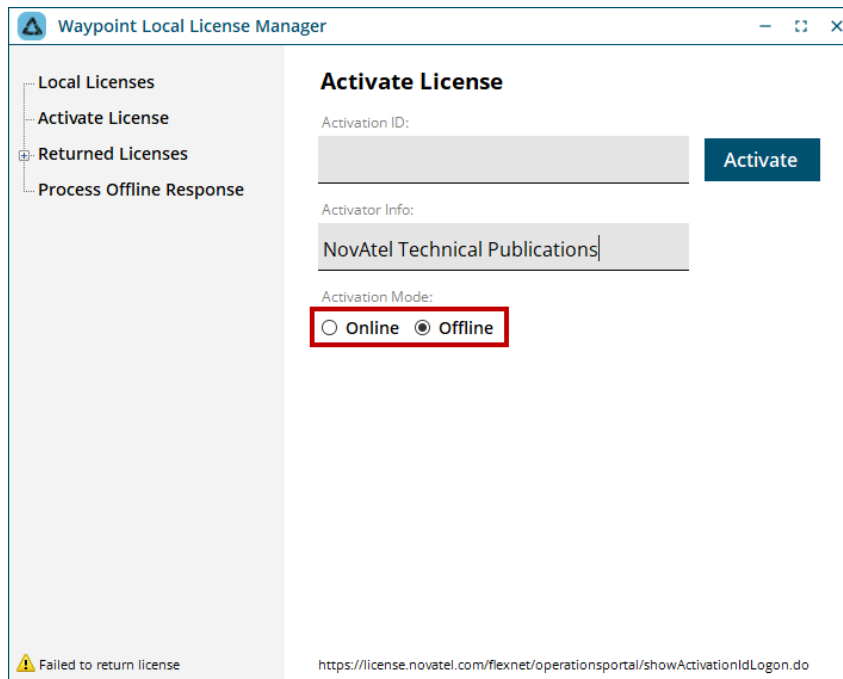 Waypoint Local License Manager
Local Licenses
Activate License
Returned Licenses
Process Offline Response
Activate License
Activation ID:
Activate
Activator Info:
NovAtel Technical Publications
Activation Mode:
Online Offline
Failed to return license
https://license.novatel.com/flexnet/operationsportal/showActivationIdLogon.do